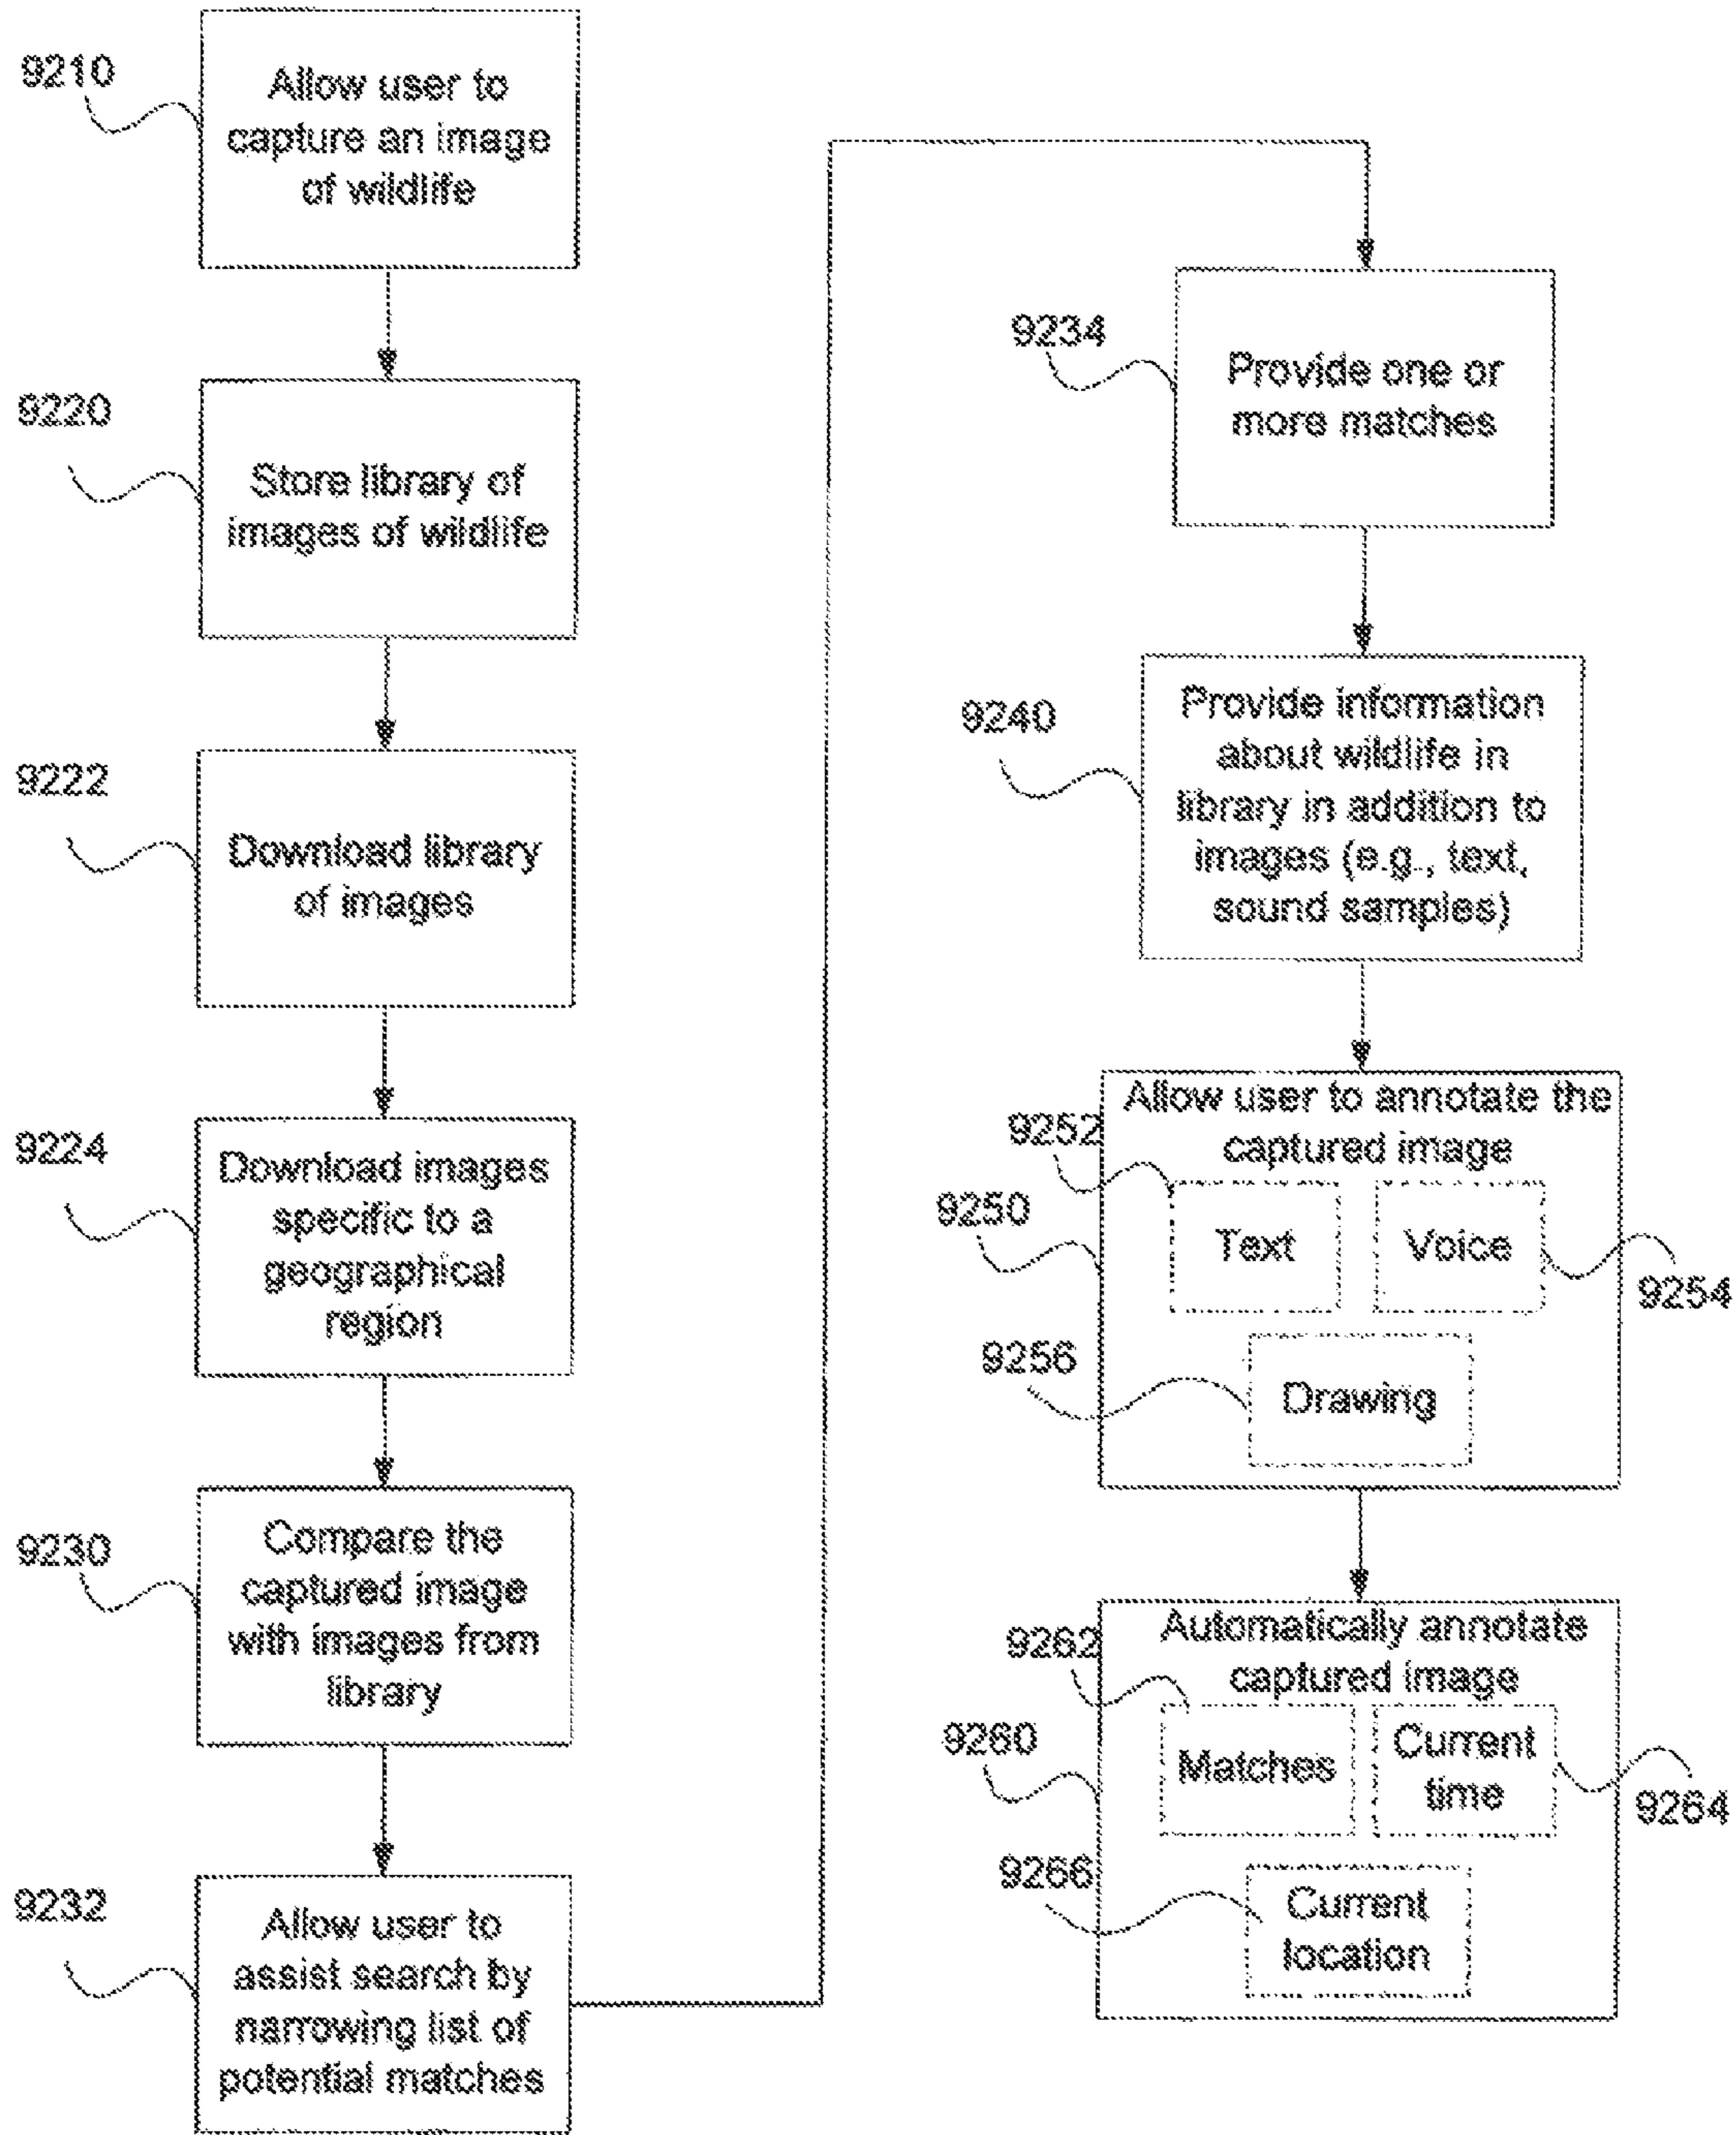 9210
Allow user to
capture an image
of wildlife
9220
Store library of
images of wildlife
9222
Download library
of images
9224
Download images
specific to a
geographical
region
9230
Compare the
captured image
with images from
library
9232
Allow user to
assist search by
narrowing list of
potential matches
9234
Provide one or
more matches
9240
Provide information
about wildlife in
library in addition to
images (e.g., text,
sound samples)
9250
Allow user to annotate the
captured image
9252
Text
Voice
9254
9256
Drawing
9260
Automatically annotate
captured image
9262
Matches
Current
time
9264
9266
Current
location